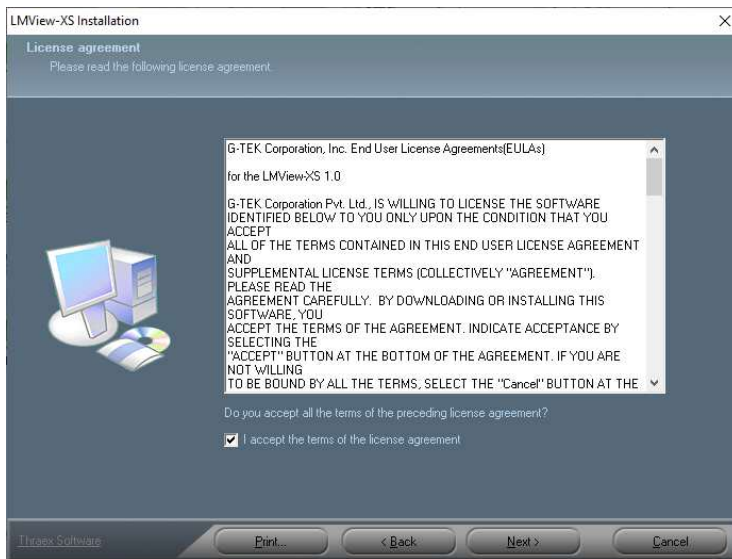 LMView-XS Installation
License agreement
Please read the following license agreement.
G-TEK Corporation, Inc. End User License Agreements(EULAs)
for the LMView-XS 1.0
G-TEK Corporation Pvt. Ltd., IS WILLING TO LICENSE THE SOFTWARE
IDENTIFIED BELOW TO YOU ONLY UPON THE CONDITION THAT YOU
ACCEPT
ALL OF THE TERMS CONTAINED IN THIS END USER LICENSE AGREEMENT
AND
SUPPLEMENTAL LICENSE TERMS (COLLECTIVELY "AGREEMENT").
PLEASE READ THE
AGREEMENT CAREFULLY. BY DOWNLOADING OR INSTALLING THIS
SOFTWARE, YOU
ACCEPT THE TERMS OF THE AGREEMENT. INDICATE ACCEPTANCE BY
SELECTING THE
"ACCEPT" BUTTON AT THE BOTTOM OF THE AGREEMENT. IF YOU ARE
NOT WILLING
TO BE BOUND BY ALL THE TERMS, SELECT THE "Cancel" BUTTON AT THE
Do you accept all the terms of the preceding license agreement?
I accept the terms of the license agreement
Thraex Software
Print...
< Back
Next >
Cancel